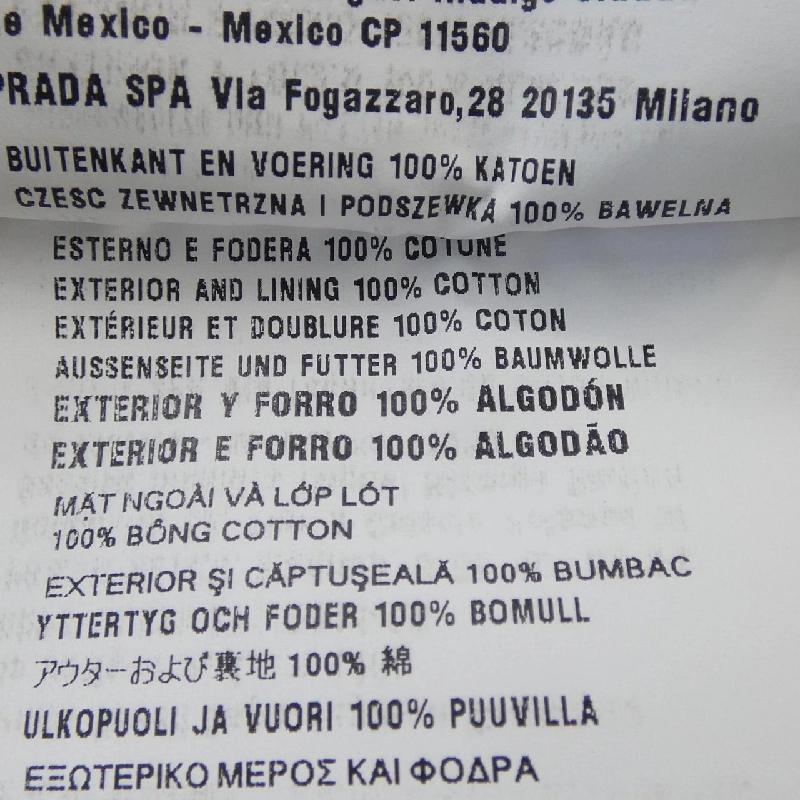 e Mexico - Mexico CP 11560
PRADA SPA Via Fogazzaro,28 20135 Milano
BUITENKANT EN VOERING 100% KATOEN
CZESC ZEWNETRZNA I PODSZEWKA 100% BAWELNA
ESTERNO E FODERA 100% COTONE
EXTERIOR AND LINING 100% COTTON
EXTÉRIEUR ET DOUBLURE 100% COTON
AUSSENSEITE UND FUTTER 100% BAUMWOLLE
EXTERIOR Y FORRO 100% ALGODÓN
EXTERIOR E FORRO 100% ALGODÃO
MẶT NGOÀI VÀ LỚP LÓT
100% BÔNG COTTON
EXTERIOR ŞI CĂPTUŞEALĂ 100% BUMBAC
YTTERTYG OCH FODER 100% BOMULL
アウターおよび裏地 100% 綿
ULKOPUOLI JA VUORI 100% PUUVILLA
ΕΞΩΤΕΡΙΚΟ ΜΕΡΟΣ ΚΑΙ ΦΟΔΡΑ